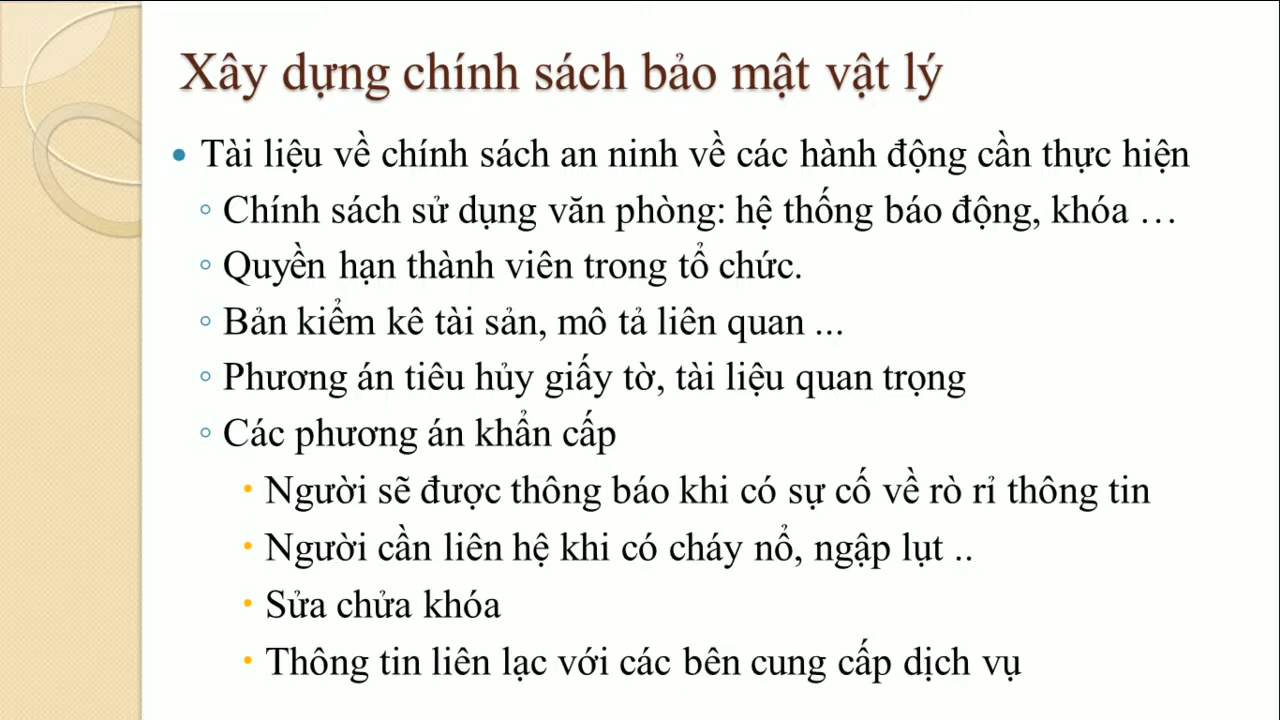 Xây dựng chính sách bảo mật vật lý
• Tài liệu về chính sách an ninh về các hành động cần thực hiện
◦ Chính sách sử dụng văn phòng: hệ thống báo động, khóa …
◦ Quyền hạn thành viên trong tổ chức.
◦ Bản kiểm kê tài sản, mô tả liên quan ...
◦ Phương án tiêu hủy giấy tờ, tài liệu quan trọng
◦ Các phương án khẩn cấp
• Người sẽ được thông báo khi có sự cố về rò rỉ thông tin
• Người cần liên hệ khi có cháy nổ, ngập lụt ..
• Sửa chửa khóa
• Thông tin liên lạc với các bên cung cấp dịch vụ